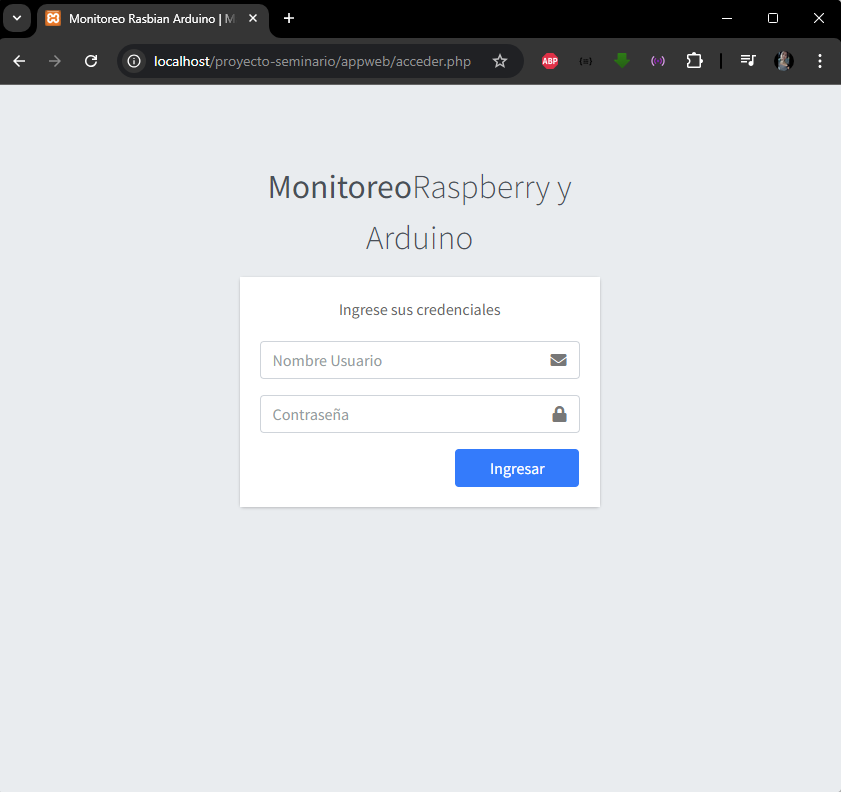 Monitoreo Rasbian Arduino | M
localhost/proyecto-seminario/appweb/acceder.php
ABP
MonitoreoRaspberry y
Arduino
Ingrese sus credenciales
Nombre Usuario
Contraseña
Ingresar